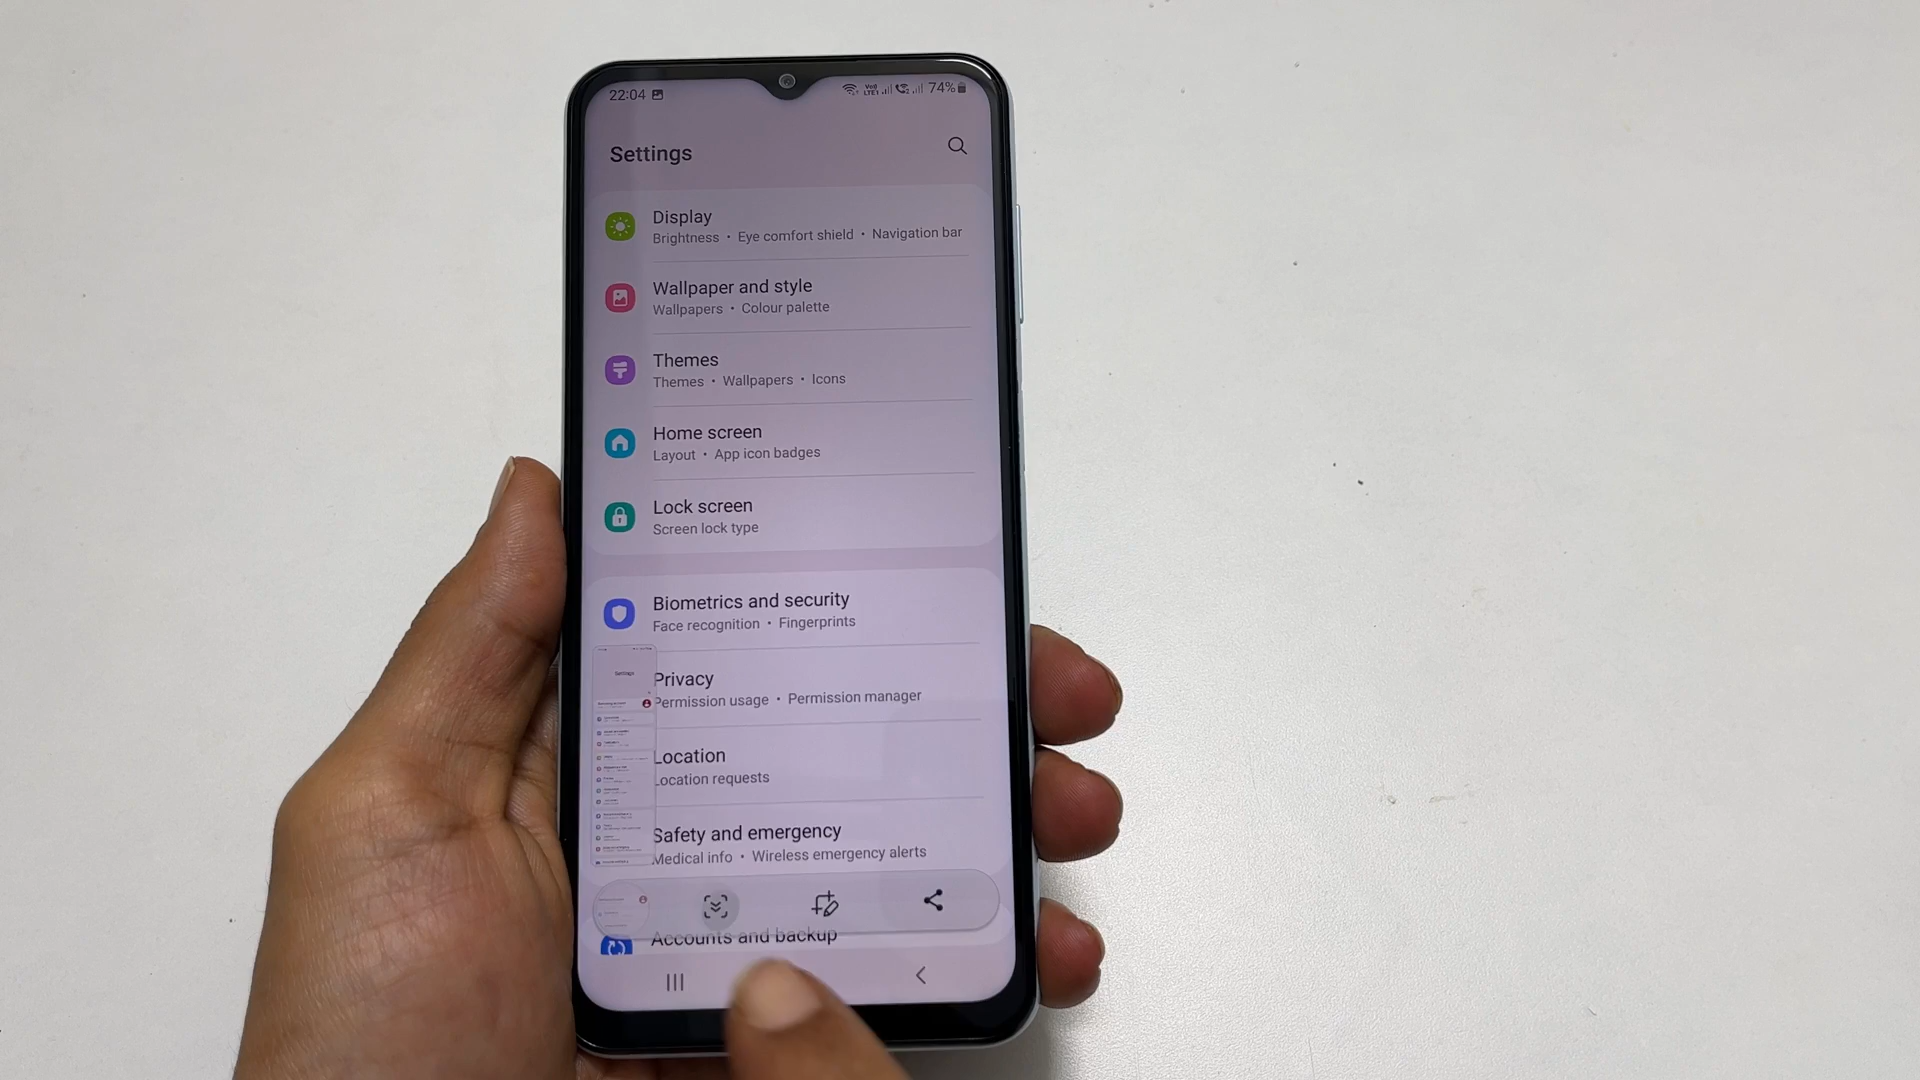 22:04 74%
Settings
Display
Brightness • Eye comfort shield • Navigation bar
Wallpaper and style
Wallpapers • Colour palette
Themes
Themes • Wallpapers • Icons
Home screen
Layout • App icon badges
Lock screen
Screen lock type
Biometrics and security
Face recognition • Fingerprints
Settings
Privacy
Permission usage • Permission manager
Location
Location requests
Safety and emergency
Medical info • Wireless emergency alerts
Accounts and backup